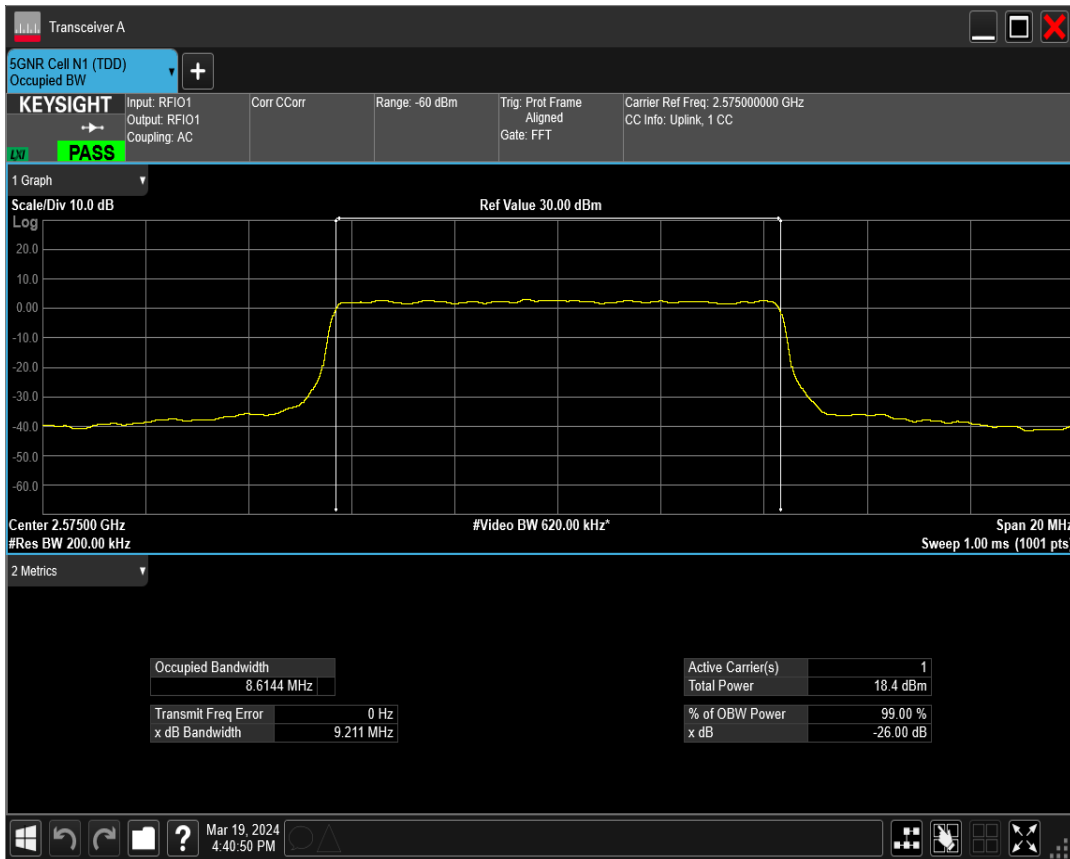 Transceiver A
5GNR Cell N1 (TDD)
Occupied BW
+
KEYSIGHT
LXI
PASS
Input: RFIO1
Output: RFIO1
Coupling: AC
Corr CCorr
Range: -60 dBm
Trig: Prot Frame
Aligned
Gate: FFT
Carrier Ref Freq: 2.575000000 GHz
CC Info: Uplink, 1 CC
1 Graph
Scale/Div 10.0 dB
Ref Value 30.00 dBm
Log
20.0
10.0
0.00
-10.0
-20.0
-30.0
-40.0
-50.0
-60.0
Center 2.57500 GHz
#Video BW 620.00 kHz*
Span 20 MHz
#Res BW 200.00 kHz
Sweep 1.00 ms (1001 pts)
2 Metrics
Occupied Bandwidth
8.6144 MHz
Transmit Freq Error 0 Hz
x dB Bandwidth 9.211 MHz
Active Carrier(s) 1
Total Power 18.4 dBm
% of OBW Power 99.00 %
x dB -26.00 dB
?
Mar 19, 2024
4:40:50 PM